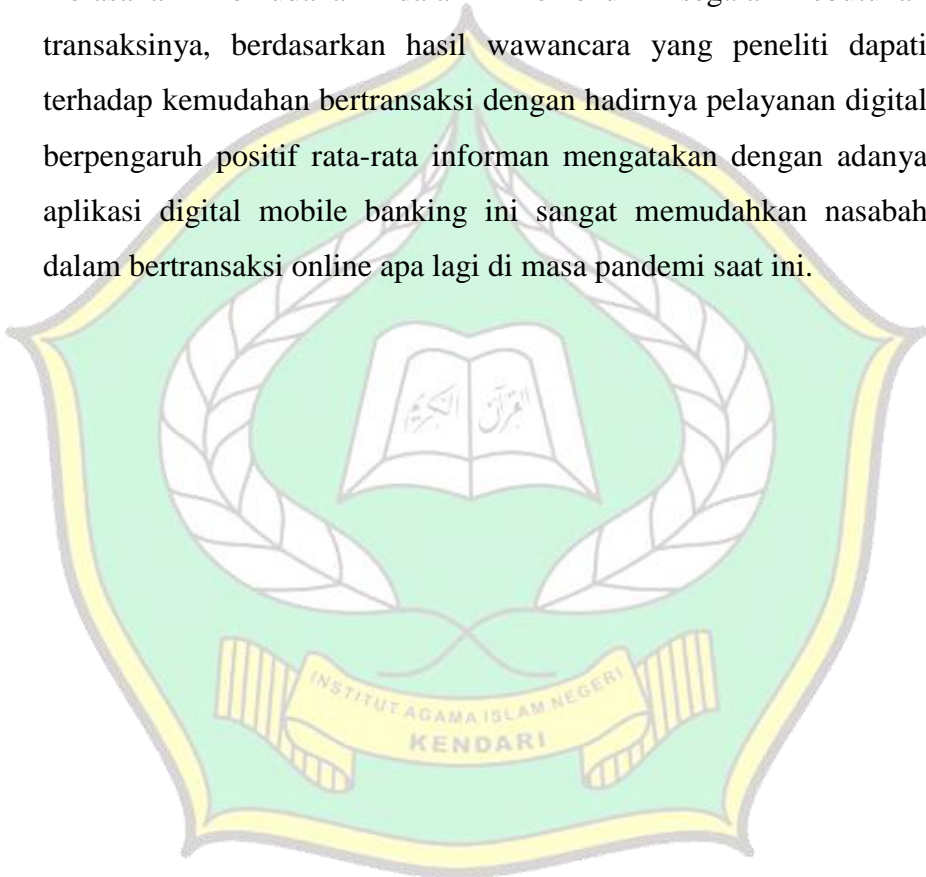 transaksinya, berdasarkan hasil wawancara yang peneliti dapati
terhadap kemudahan bertransaksi dengan hadirnya pelayanan digital
berpengaruh positif rata-rata informan mengatakan dengan adanya
aplikasi digital mobile banking ini sangat memudahkan nasabah
dalam bertransaksi online apa lagi di masa pandemi saat ini.
القرآن الكريم
INSTITUT AGAMA ISLAM NEGERI
KENDARI